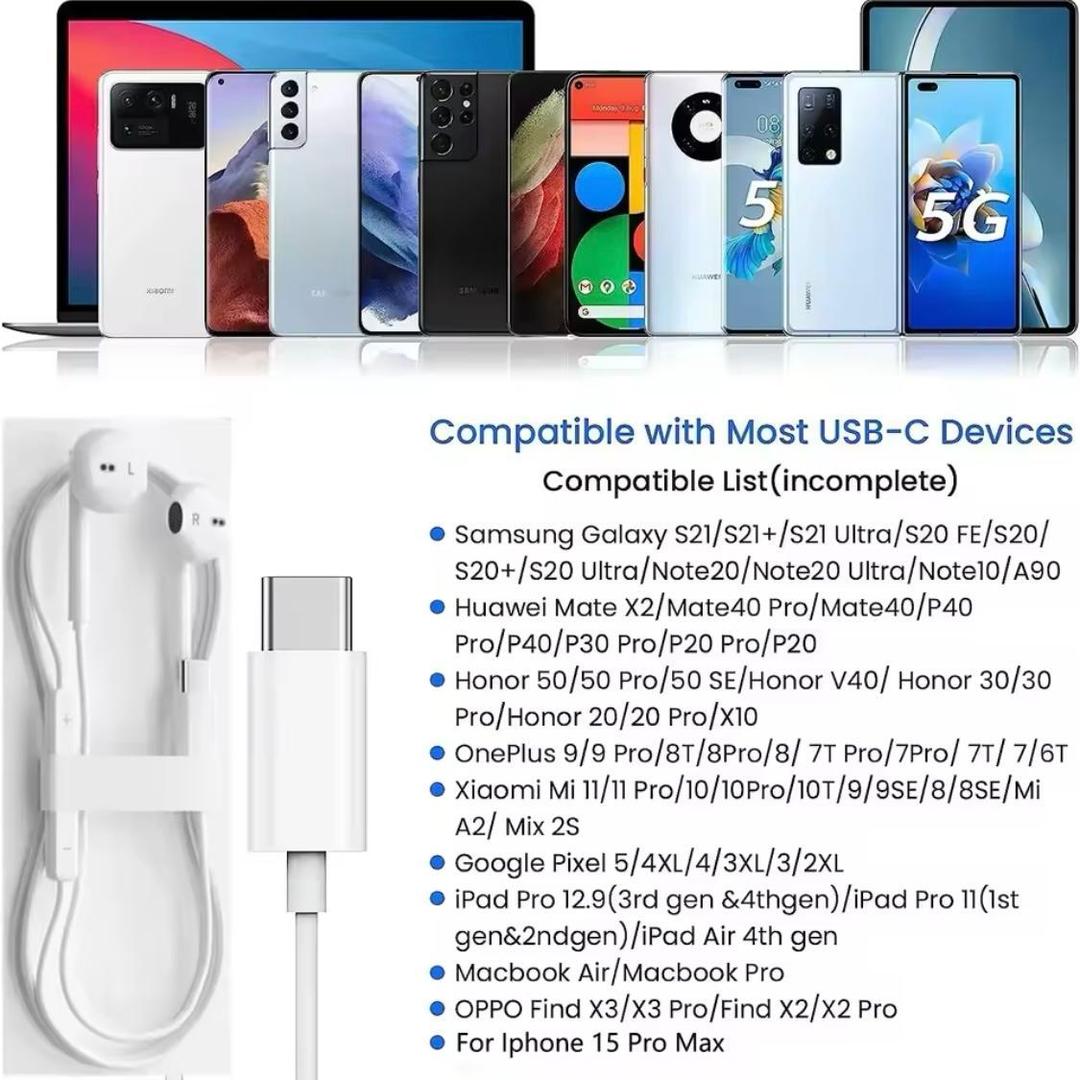 XIAOMI
SAMSUNG
Monday,
HUAWEI
08
5
HUAWEI
5G
G
Compatible with Most USB-C Devices
Compatible List(incomplete)
L
R
+
-
Samsung Galaxy S21/S21+/S21 Ultra/S20 FE/S20/
S20+/S20 Ultra/Note20/Note20 Ultra/Note10/A90
Huawei Mate X2/Mate40 Pro/Mate40/P40
Pro/P40/P30 Pro/P20 Pro/P20
Honor 50/50 Pro/50 SE/Honor V40/ Honor 30/30
Pro/Honor 20/20 Pro/X10
OnePlus 9/9 Pro/8T/8Pro/8/ 7T Pro/7Pro/ 7T/ 7/6T
Xiaomi Mi 11/11 Pro/10/10Pro/10T/9/9SE/8/8SE/Mi
A2/ Mix 2S
Google Pixel 5/4XL/4/3XL/3/2XL
iPad Pro 12.9(3rd gen &4thgen)/iPad Pro 11(1st
gen&2ndgen)/iPad Air 4th gen
Macbook Air/Macbook Pro
OPPO Find X3/X3 Pro/Find X2/X2 Pro
For Iphone 15 Pro Max